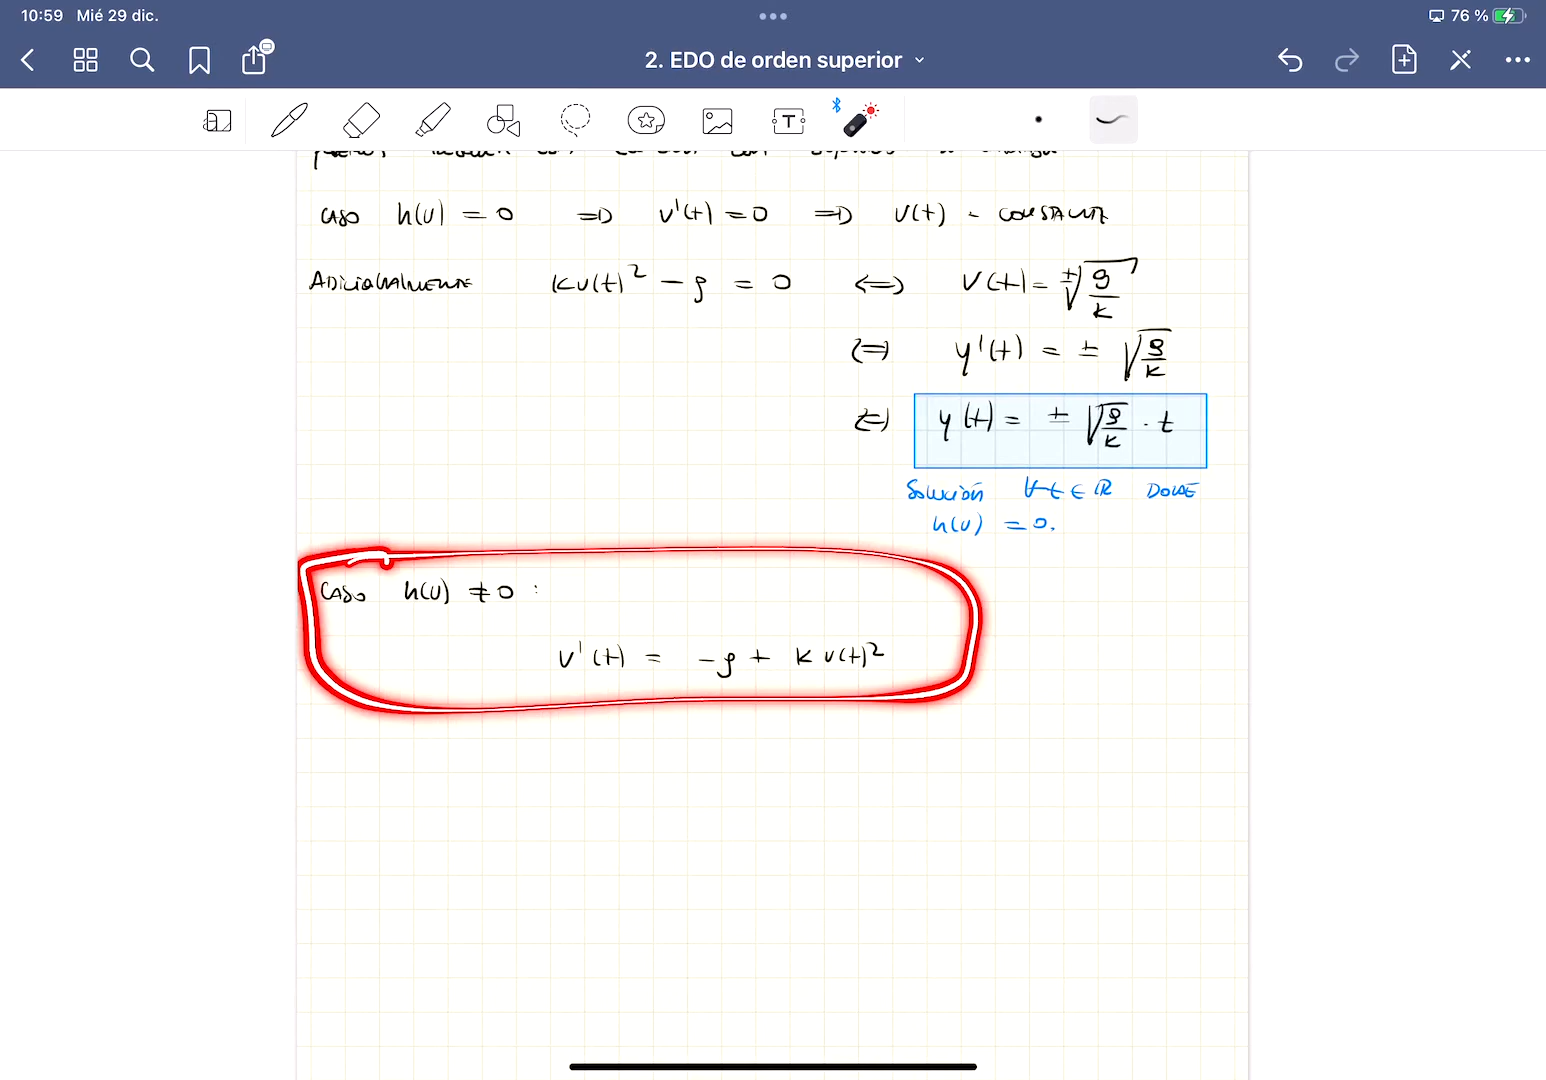 10:59 Mié 29 dic.
76 %
2. EDO de orden superior
T
CASO h(v) = 0 ⇒ v'(t) = 0 ⇒ v(t) = CONSTANTE
ADICIONALMENTE kv(t)² - g = 0 ⟺ v(t) = ±√(g/k)
⟺ y'(t) = ± √(g/k)
⟺ y(t) = ± √(g/k) · t
SOLUCIÓN ∀t ∈ ℝ DONDE
h(v) = 0.
CASO h(v) ≠ 0 :
v'(t) = -g + k v(t)²